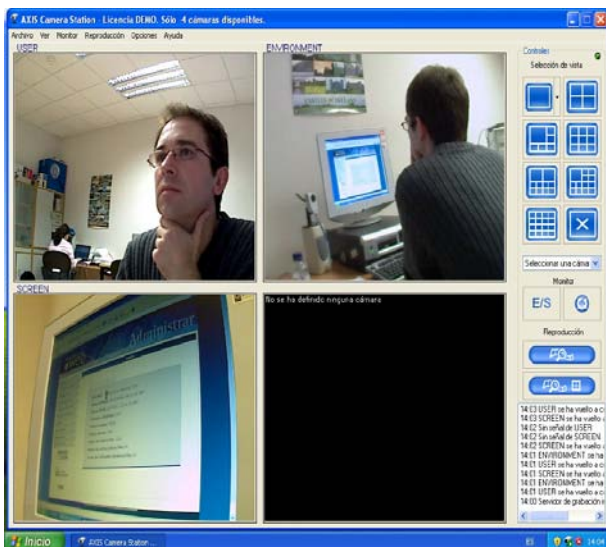 AXIS Camera Station - Licencia DEMO. Sólo 4 cámaras disponibles.
Archivo Ver Monitor Reproducción Opciones Ayuda
USER
ENVIRONMENT
Controles
Selección de vista
SCREEN
Administrar
No se ha definido ninguna cámara
Seleccionar una cáma
Monitor
E/S
Reproducción
14:03 USER se ha vuelto a c
14:03 SCREEN se ha vuelto a
14:02 Sin señal de USER
14:02 Sin señal de SCREEN
14:02 SCREEN se ha vuelto a
14:01 ENVIRONMENT se ha
14:01 USER se ha vuelto a co
14:01 SCREEN se ha vuelto a
14:01 ENVIRONMENT se ha
14:01 USER se ha vuelto a co
14:00 Servicio de grabación i
Inicio
AXIS Camera Station ...
ES
14:04